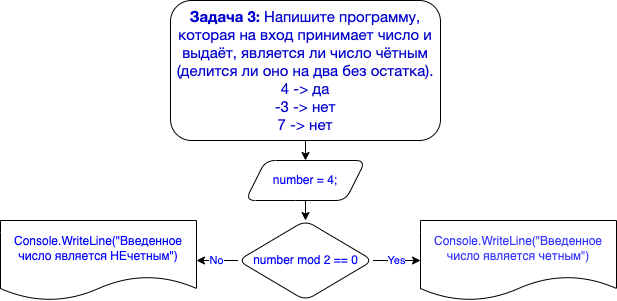 Задача 3: Напишите программу,
которая на вход принимает число и
выдаёт, является ли число чётным
(делится ли оно на два без остатка).
4 -> да
-3 -> нет
7 -> нет
number = 4;
Console.WriteLine("Введенное
число является НЕчетным")
No
number mod 2 == 0
Yes
Console.WriteLine("Введенное
число является четным")